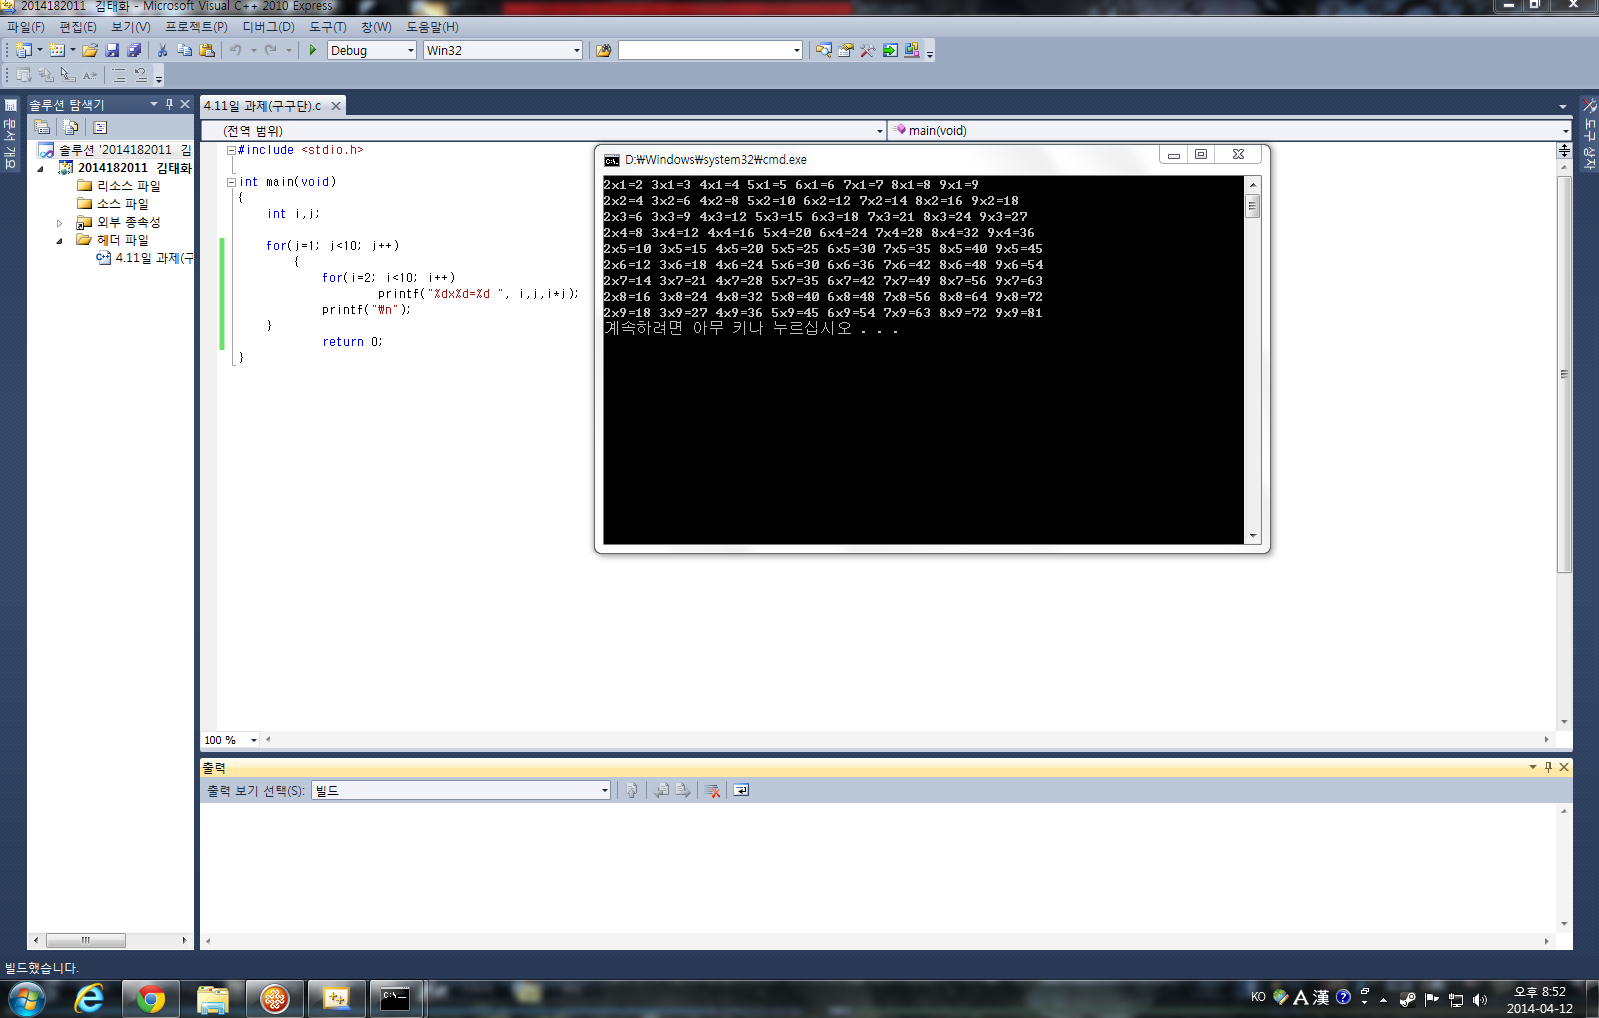 2014182011 김태화 - Microsoft Visual C++ 2010 Express
파일(F) 편집(E) 보기(V) 프로젝트(P) 디버그(D) 도구(T) 창(W) 도움말(H)
Debug Win32
솔루션 탐색기
4.11일 과제(구구단).c
문서 개요
도구 상자
(전역 범위) main(void)
솔루션 '2014182011 김
2014182011 김태화
리소스 파일
소스 파일
외부 종속성
헤더 파일
4.11일 과제(구
#include <stdio.h>
int main(void)
{
int i,j;
for(j=1; j<10; j++)
{
for(i=2; i<10; i++)
printf("%dx%d=%d ", i,j,i*j);
printf("₩n");
}
return 0;
}
D:₩Windows₩system32₩cmd.exe
2x1=2 3x1=3 4x1=4 5x1=5 6x1=6 7x1=7 8x1=8 9x1=9
2x2=4 3x2=6 4x2=8 5x2=10 6x2=12 7x2=14 8x2=16 9x2=18
2x3=6 3x3=9 4x3=12 5x3=15 6x3=18 7x3=21 8x3=24 9x3=27
2x4=8 3x4=12 4x4=16 5x4=20 6x4=24 7x4=28 8x4=32 9x4=36
2x5=10 3x5=15 4x5=20 5x5=25 6x5=30 7x5=35 8x5=40 9x5=45
2x6=12 3x6=18 4x6=24 5x6=30 6x6=36 7x6=42 8x6=48 9x6=54
2x7=14 3x7=21 4x7=28 5x7=35 6x7=42 7x7=49 8x7=56 9x7=63
2x8=16 3x8=24 4x8=32 5x8=40 6x8=48 7x8=56 8x8=64 9x8=72
2x9=18 3x9=27 4x9=36 5x9=45 6x9=54 7x9=63 8x9=72 9x9=81
계속하려면 아무 키나 누르십시오 . . .
100 %
출력
출력 보기 선택(S): 빌드
빌드했습니다.
KO A 漢
오후 8:52
2014-04-12